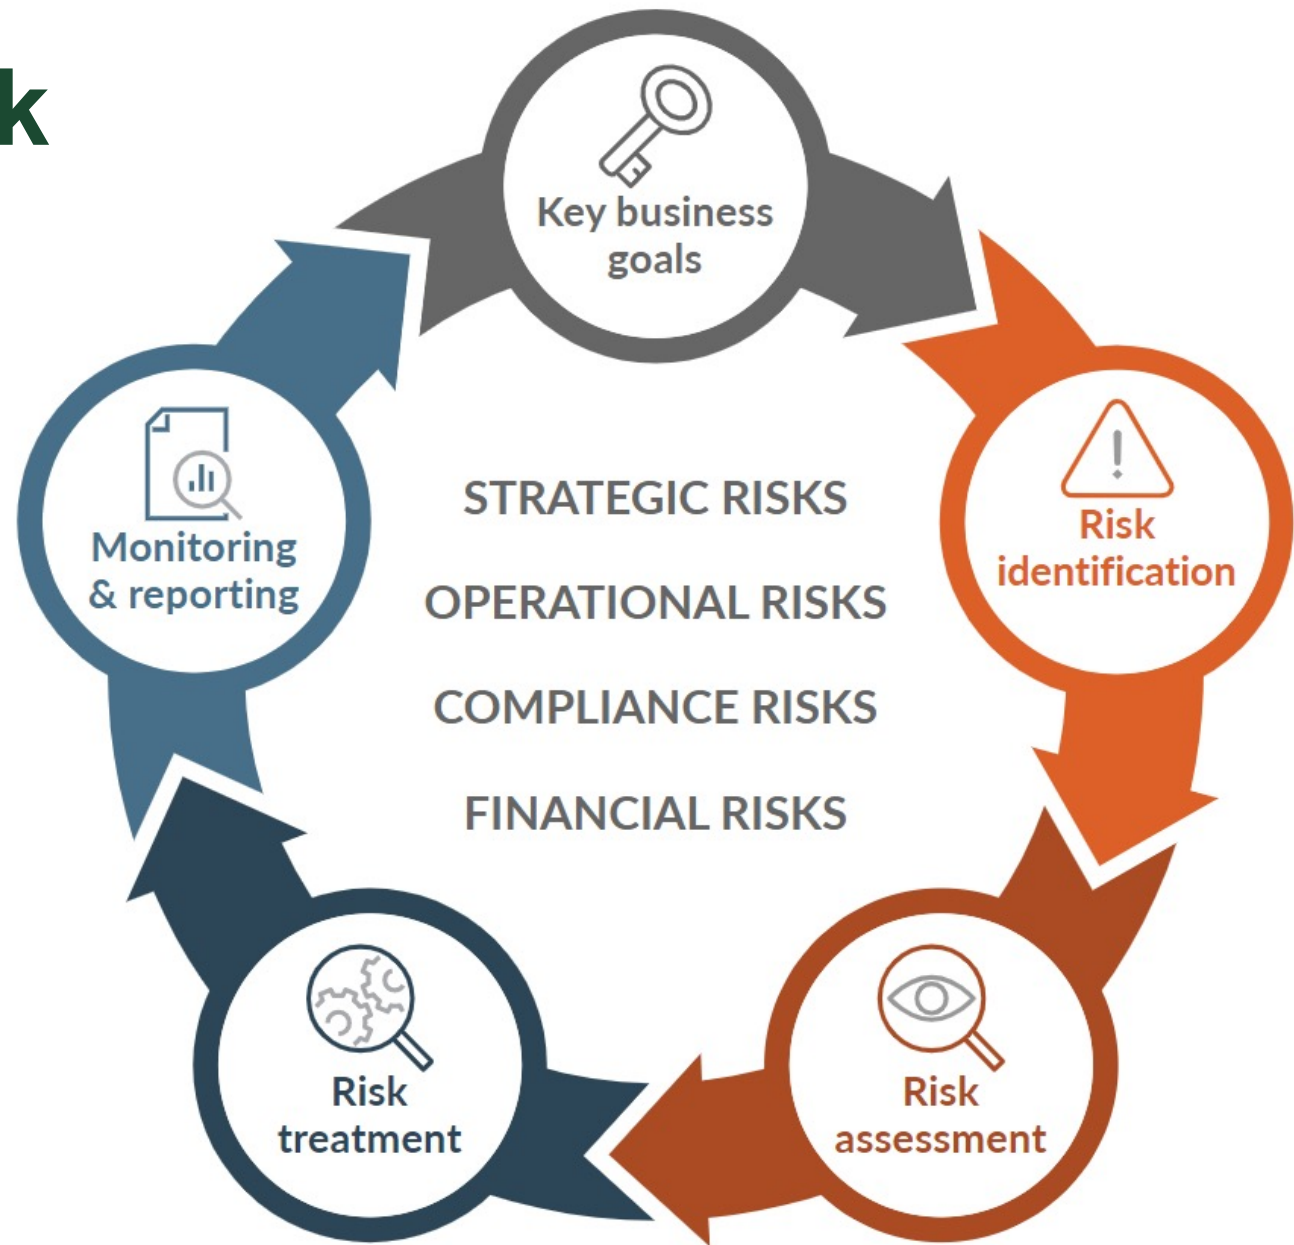 k
Key business
goals
Risk
identification
Risk
assessment
Risk
treatment
Monitoring
& reporting
STRATEGIC RISKS
OPERATIONAL RISKS
COMPLIANCE RISKS
FINANCIAL RISKS